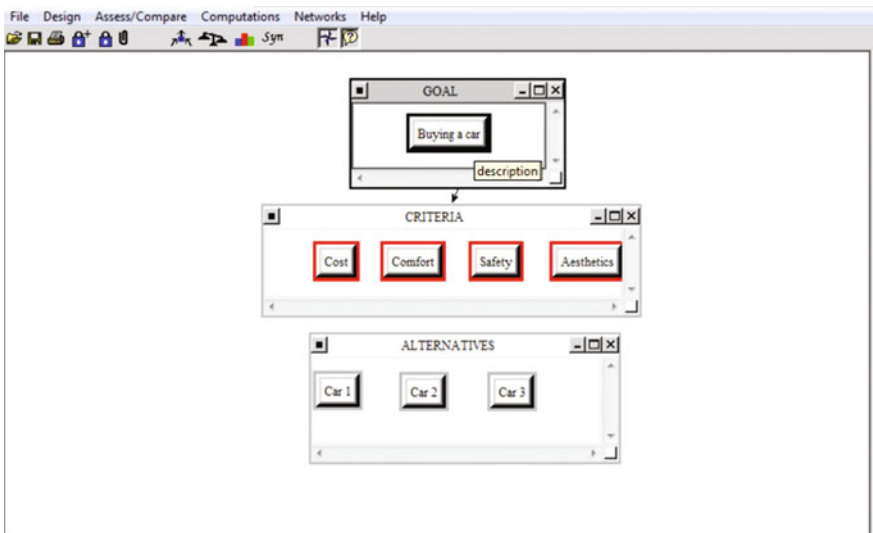 File Design Assess/Compare Computations Networks Help
Syn
GOAL
Buying a car
description
CRITERIA
Cost Comfort Safety Aesthetics
ALTERNATIVES
Car 1 Car 2 Car 3